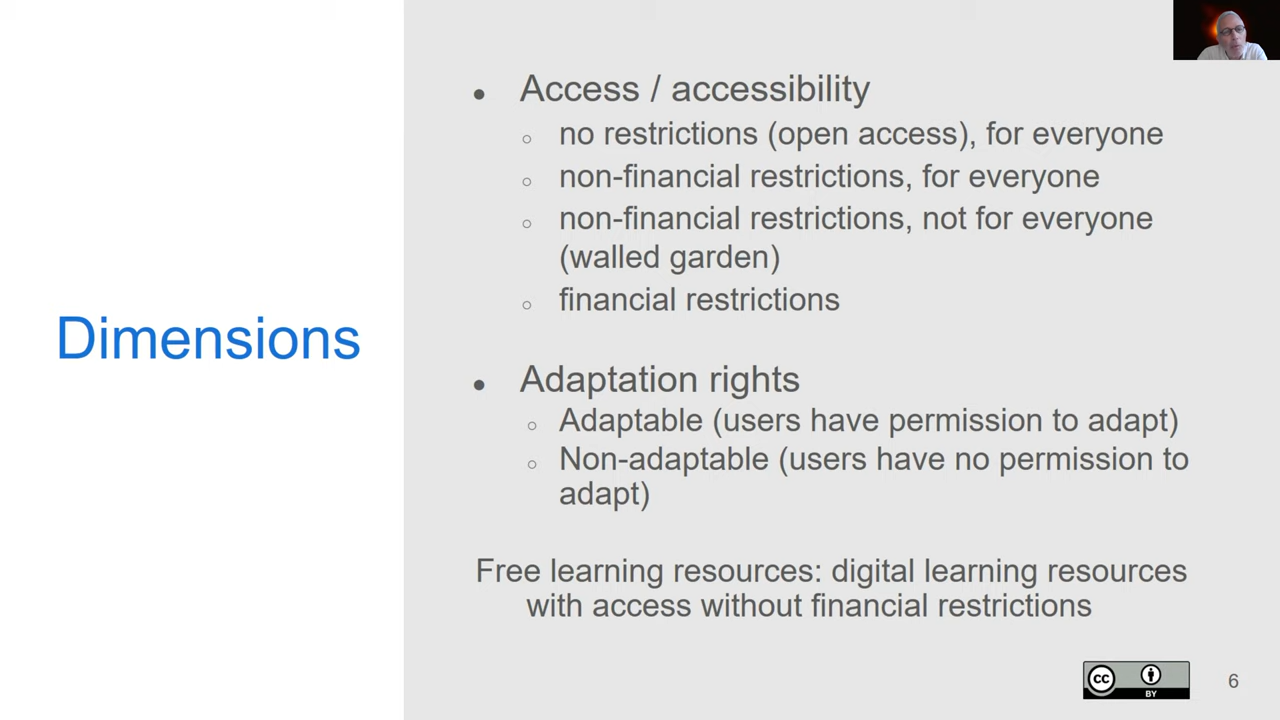 Dimensions
Access / accessibility
no restrictions (open access), for everyone
non-financial restrictions, for everyone
non-financial restrictions, not for everyone
(walled garden)
financial restrictions
Adaptation rights
Adaptable (users have permission to adapt)
Non-adaptable (users have no permission to
adapt)
Free learning resources: digital learning resources
with access without financial restrictions
cc
BY
6